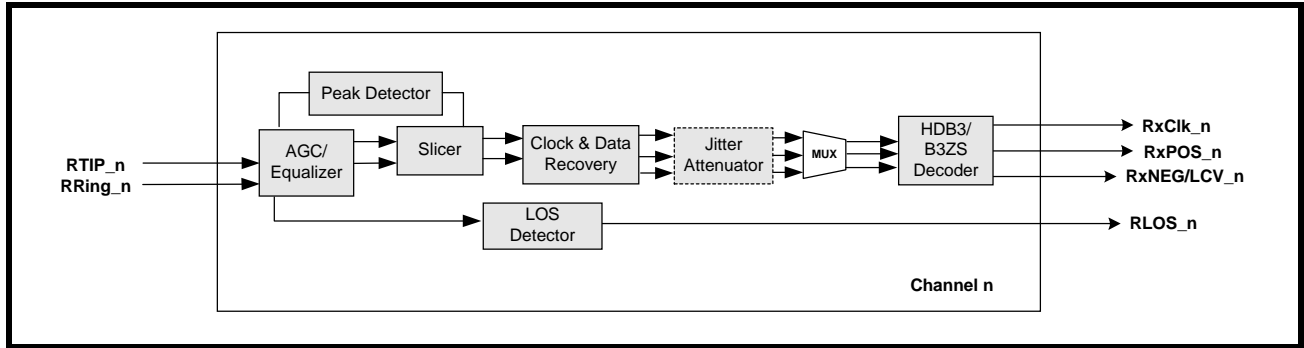 Peak Detector
RTIP_n
RRing_n
AGC/
Equalizer
Slicer
Clock & Data
Recovery
Jitter
Attenuator
MUX
HDB3/
B3ZS
Decoder
RxClk_n
RxPOS_n
RxNEG/LCV_n
LOS
Detector
RLOS_n
Channel n